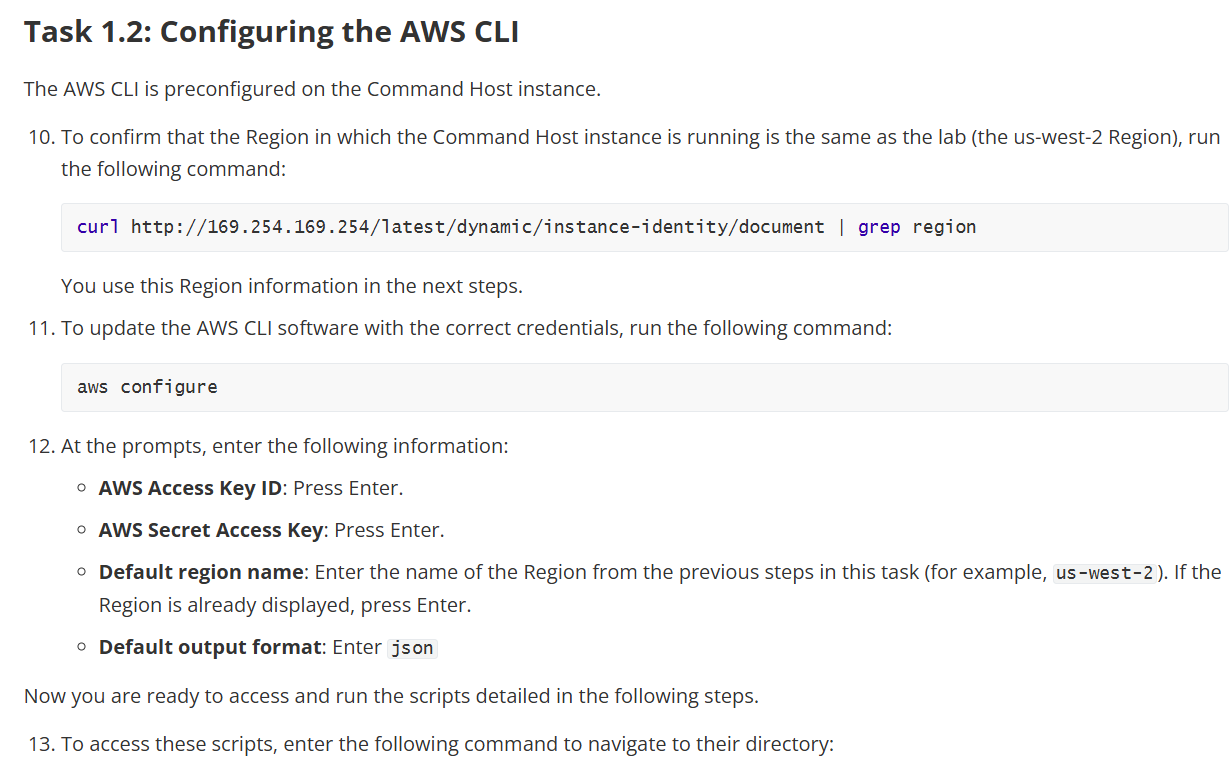 Task 1.2: Configuring the AWS CLI
The AWS CLI is preconfigured on the Command Host instance.
10. To confirm that the Region in which the Command Host instance is running is the same as the lab (the us-west-2 Region), run
the following command:
curl http://169.254.169.254/latest/dynamic/instance-identity/document | grep region
You use this Region information in the next steps.
11. To update the AWS CLI software with the correct credentials, run the following command:
aws configure
12. At the prompts, enter the following information:
◦ AWS Access Key ID: Press Enter.
◦ AWS Secret Access Key: Press Enter.
◦ Default region name: Enter the name of the Region from the previous steps in this task (for example, us-west-2). If the
Region is already displayed, press Enter.
◦ Default output format: Enter json
Now you are ready to access and run the scripts detailed in the following steps.
13. To access these scripts, enter the following command to navigate to their directory: